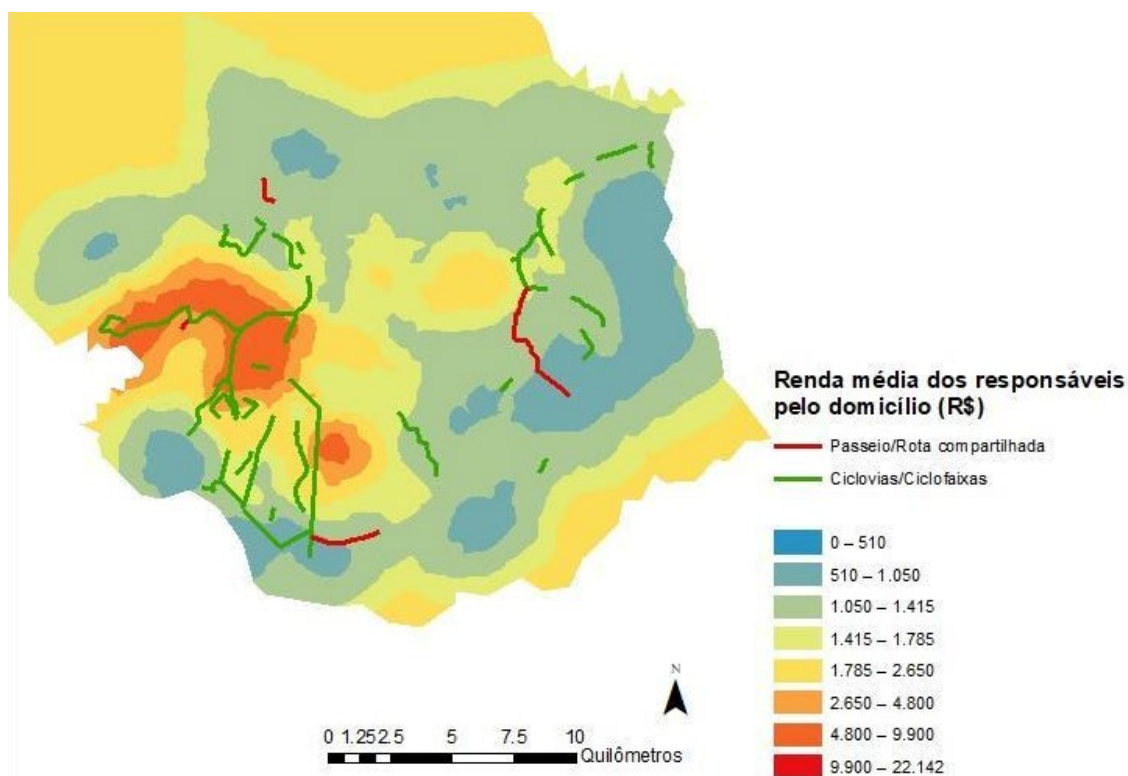 Renda média dos responsáveis
pelo domicílio (R$)
Passeio/Rota compartilhada
Ciclovias/Ciclofaixas
0 – 510
510 – 1.050
1.050 – 1.415
1.415 – 1.785
1.785 – 2.650
2.650 – 4.800
4.800 – 9.900
9.900 – 22.142
N
0 1.252.5 5 7.5 10
Quilômetros